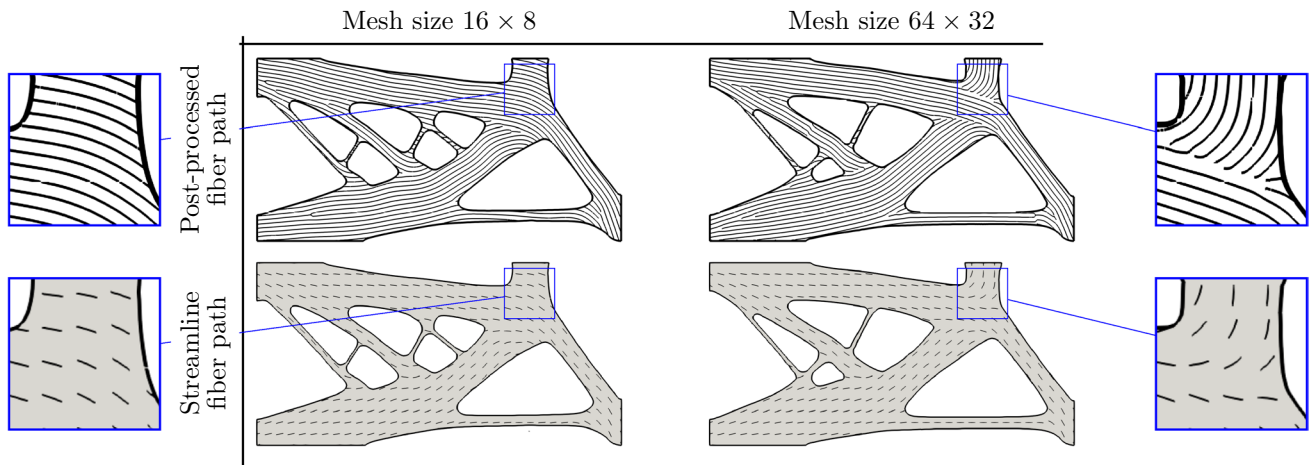 Mesh size 16 × 8
Mesh size 64 × 32
Post-processed
fiber path
Streamline
fiber path